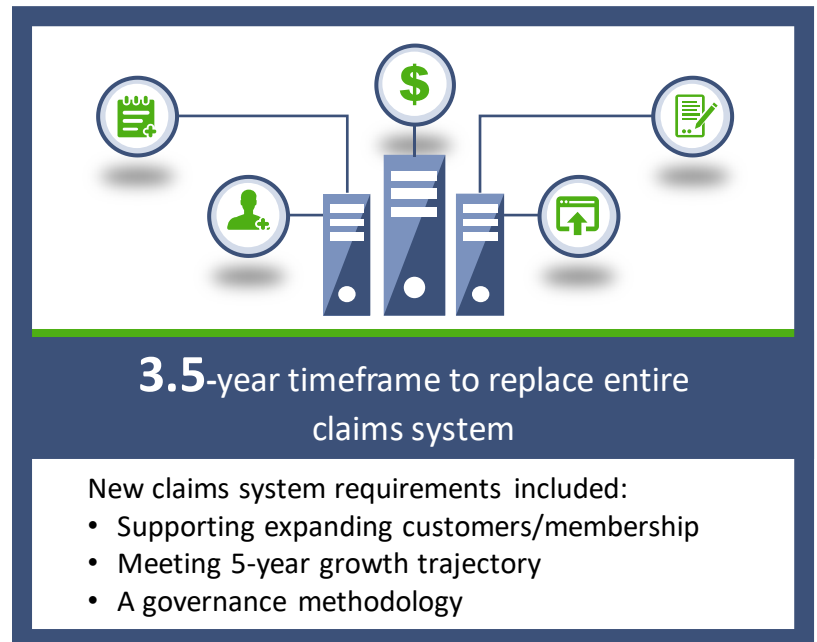 $
3.5-year timeframe to replace entire
claims system
New claims system requirements included:
• Supporting expanding customers/membership
• Meeting 5-year growth trajectory
• A governance methodology